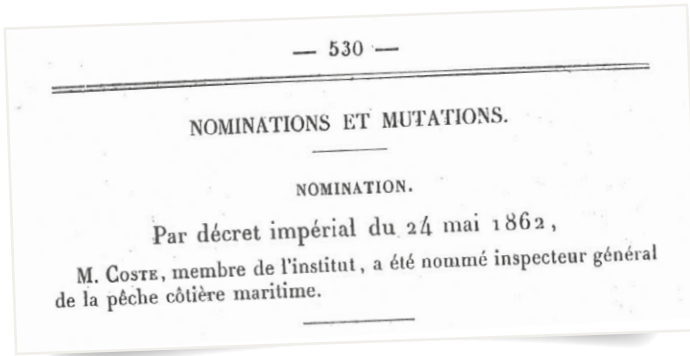 — 530 —
NOMINATIONS ET MUTATIONS.
NOMINATION.
Par décret impérial du 24 mai 1862,
M. COSTE, membre de l'institut, a été nommé inspecteur général
de la pêche côtière maritime.